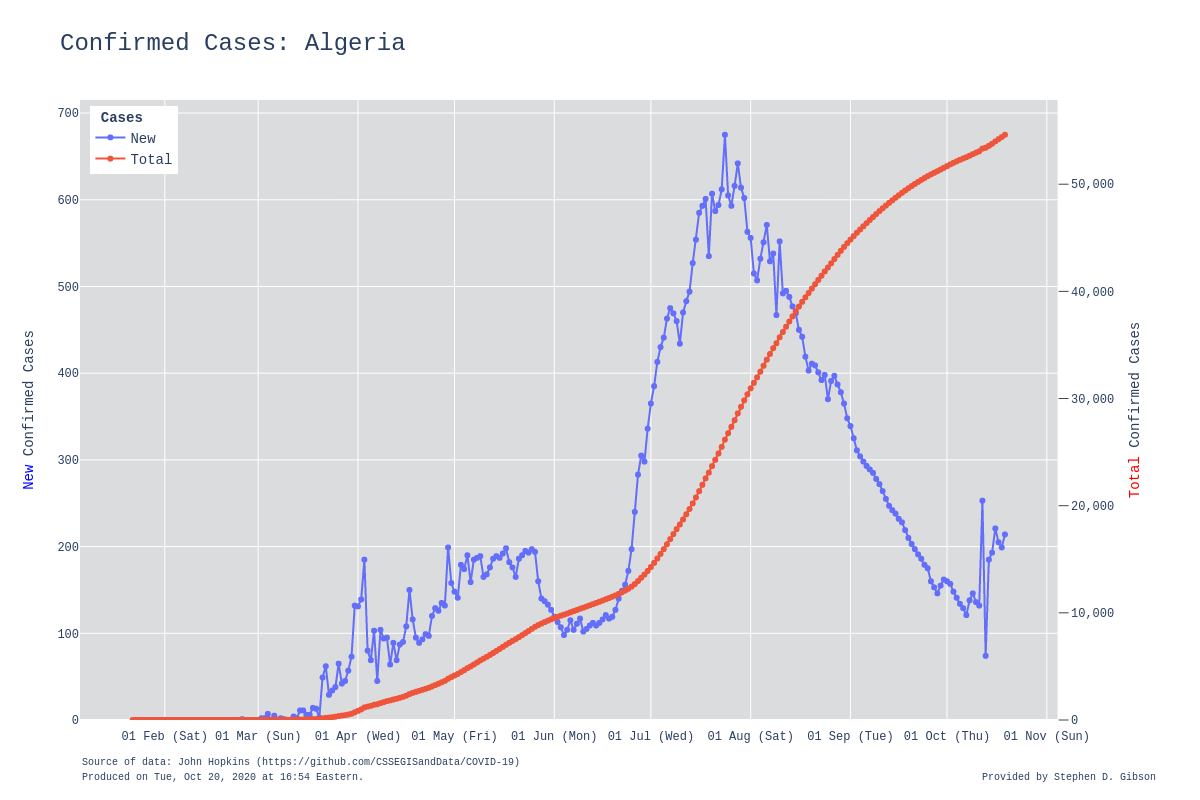 Confirmed Cases: Algeria
Cases
New
Total
700
600
500
400
300
200
100
0
50,000
40,000
30,000
20,000
10,000
0
New Confirmed Cases
Total Confirmed Cases
01 Feb (Sat) 01 Mar (Sun) 01 Apr (Wed) 01 May (Fri) 01 Jun (Mon) 01 Jul (Wed) 01 Aug (Sat) 01 Sep (Tue) 01 Oct (Thu) 01 Nov (Sun)
Source of data: John Hopkins (https://github.com/CSSEGISandData/COVID-19)
Produced on Tue, Oct 20, 2020 at 16:54 Eastern.
Provided by Stephen D. Gibson